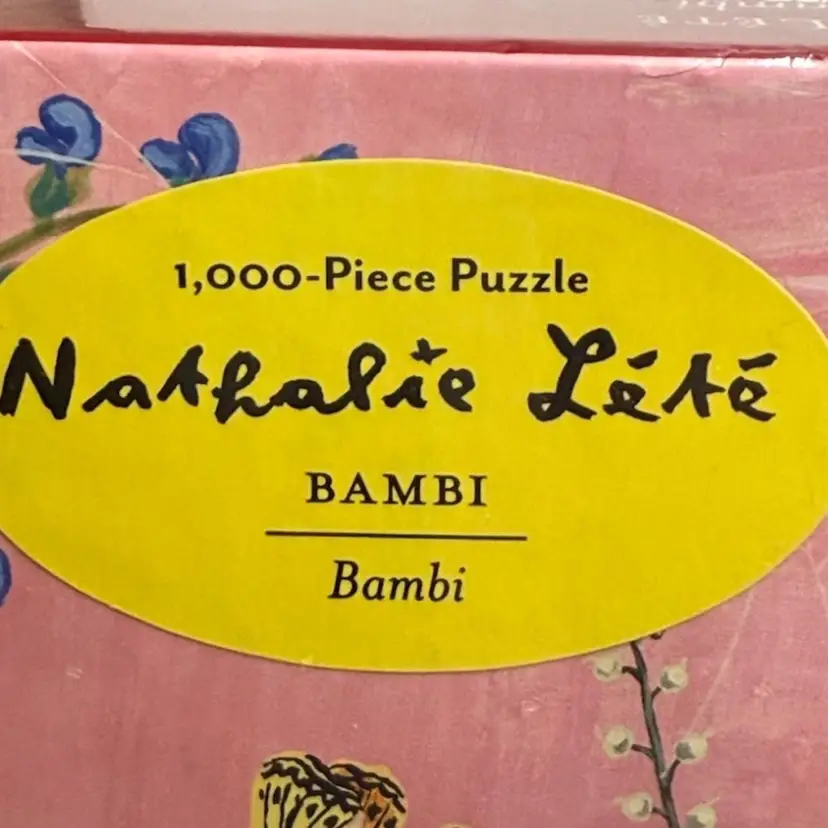 1,000-Piece Puzzle
Nathalie Lété
BAMBI
Bambi